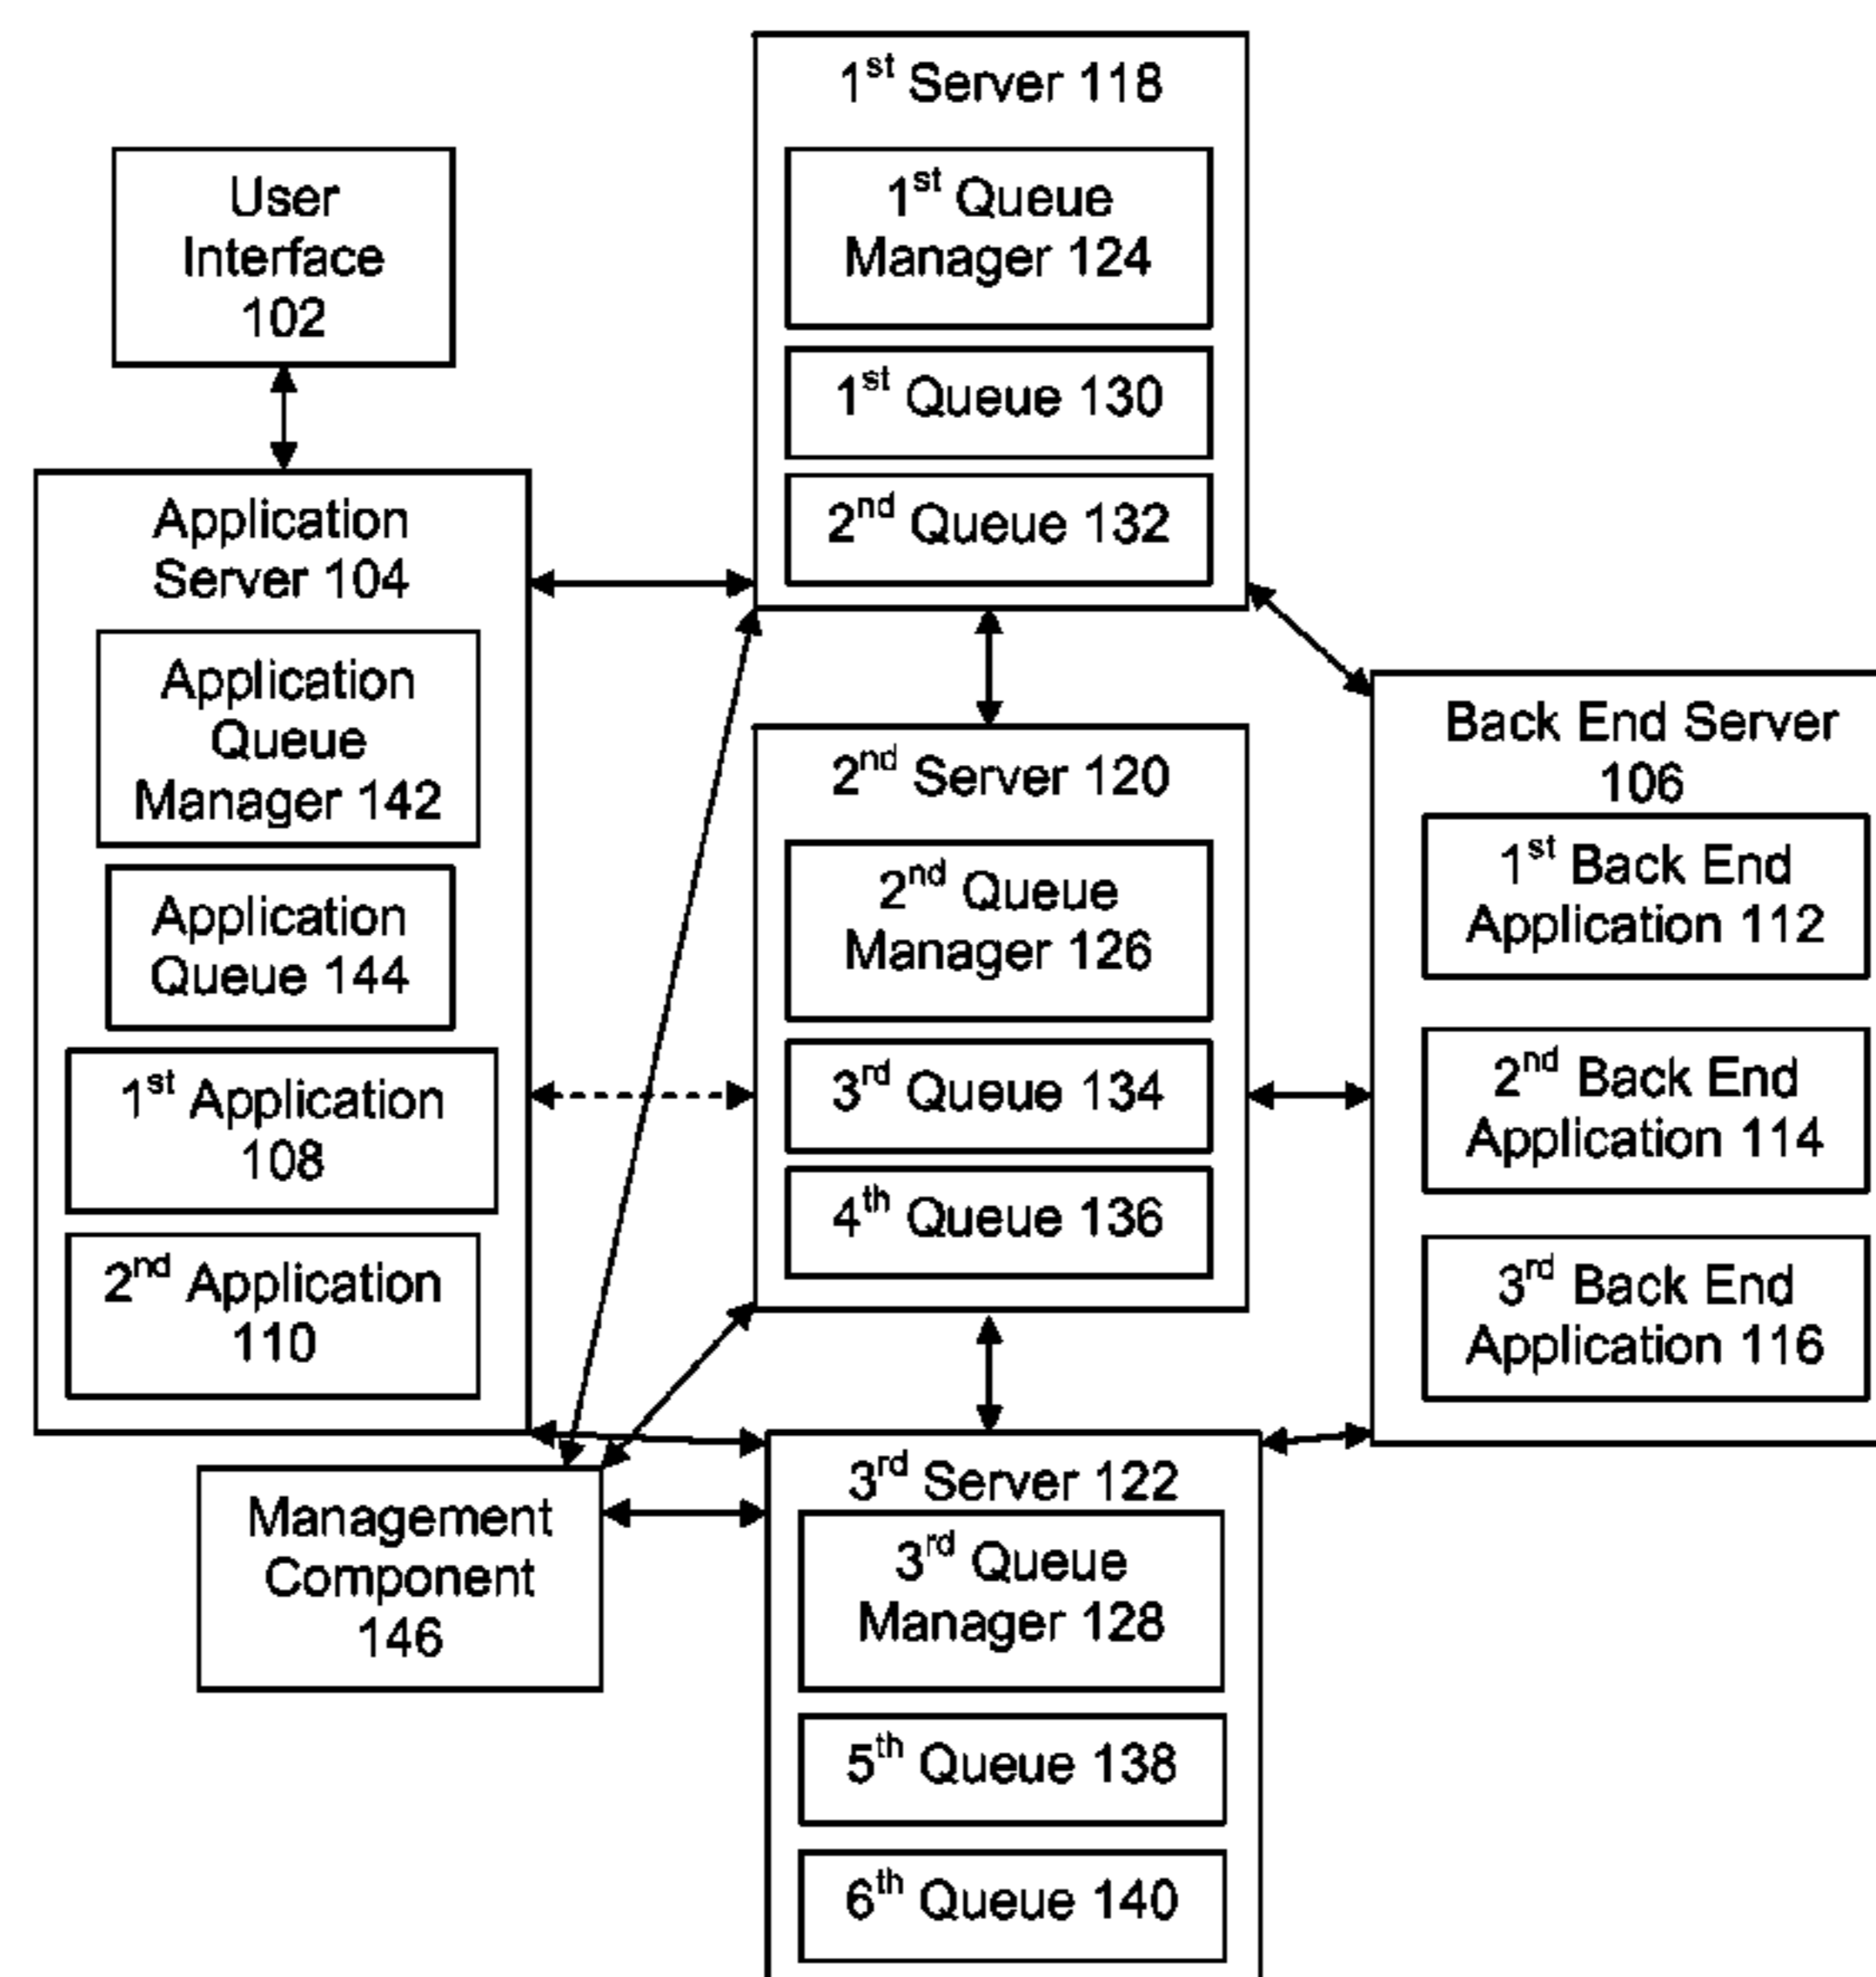 User
Interface
102
Application
Server 104
Application
Queue
Manager 142
Application
Queue 144
1st Application
108
2nd Application
110
Management
Component
146
1st Server 118
1st Queue
Manager 124
1st Queue 130
2nd Queue 132
2nd Server 120
2nd Queue
Manager 126
3rd Queue 134
4th Queue 136
3rd Server 122
3rd Queue
Manager 128
5th Queue 138
6th Queue 140
Back End Server
106
1st Back End
Application 112
2nd Back End
Application 114
3rd Back End
Application 116